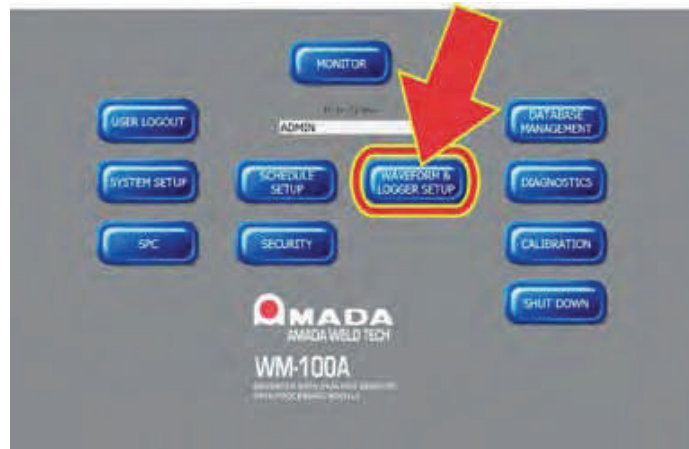 MONITOR
USER LOGOUT
ADMIN
DATABASE
MANAGEMENT
SYSTEM SETUP
SCHEDULE
SETUP
WAVEFORM &
LOGGER SETUP
DIAGNOSTICS
SPC
SECURITY
CALIBRATION
SHUT DOWN
AMADA
AMADA WELD TECH
WM-100A